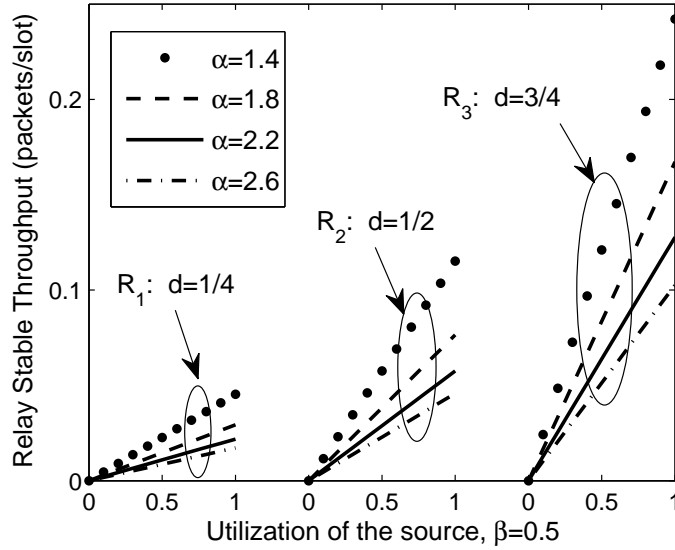 α=1.4
α=1.8
α=2.2
α=2.6
R3: d=3/4
R2: d=1/2
R1: d=1/4
0.2
0.1
0
Relay Stable Throughput (packets/slot)
0 0.5 1 0 0.5 1 0 0.5 1
Utilization of the source, β=0.5